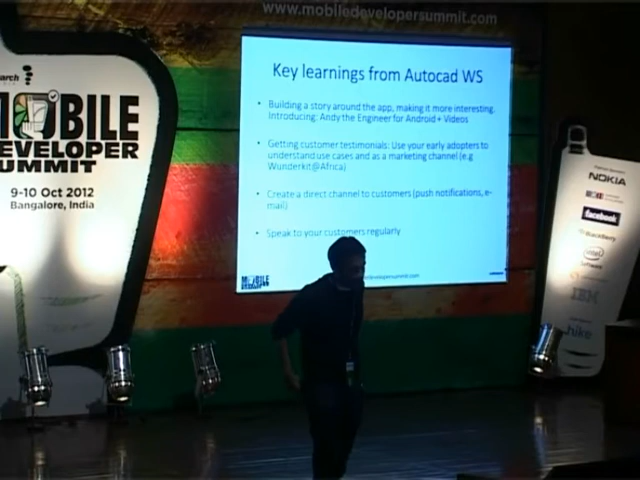 www.mobiledevelopersummit.com
MOBILE
DEVELOPER
SUMMIT
9-10 Oct 2012
Bangalore, India
Key learnings from Autocad WS
• Building a story around the app, making it more interesting.
Introducing: Andy the Engineer for Android + Videos
• Getting customer testimonials: Use your early adopters to
understand use cases and as a marketing channel (e.g
Wunderkit@Africa)
• Create a direct channel to customers (push notifications, e-
mail)
• Speak to your customers regularly
MOBILE
NOKIA
facebook
BlackBerry
intel
IBM
hike